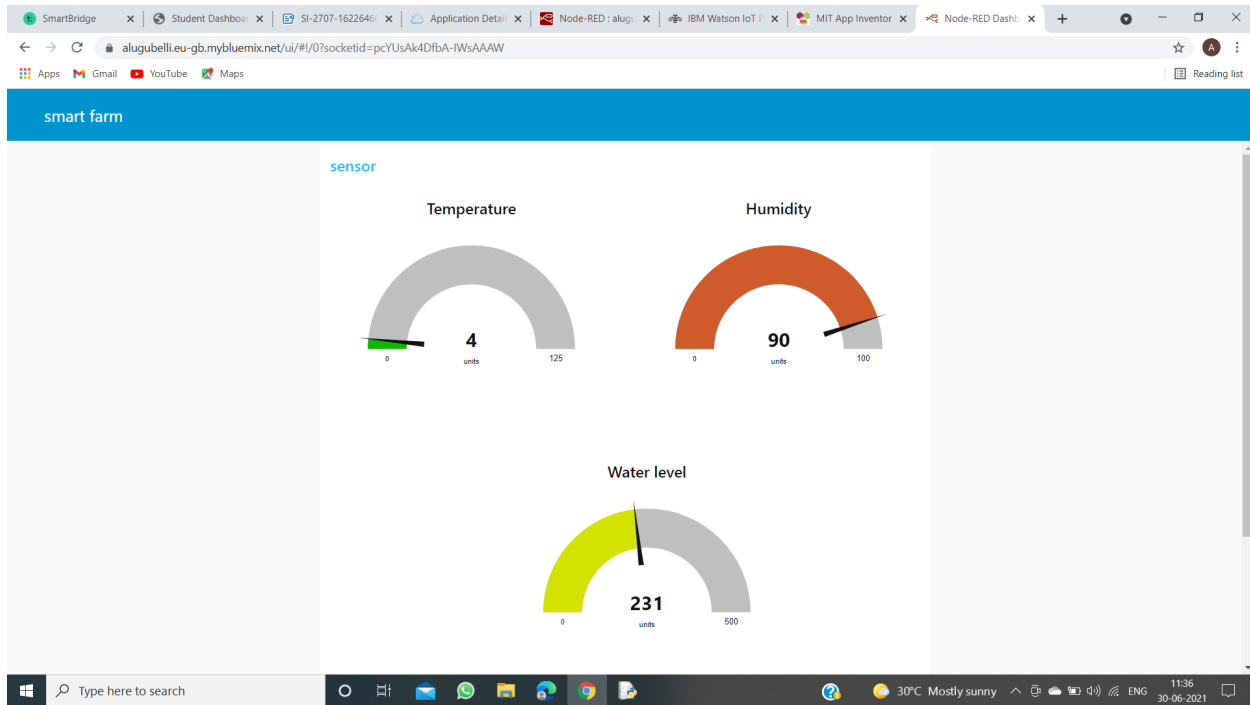 SmartBridge
Student Dashboar
SI-2707-1622646
Application Detail
Node-RED : alugu
IBM Watson IoT P
MIT App Inventor
Node-RED Dashb
alugubelli.eu-gb.mybluemix.net/ui/#!/0?socketid=pcYUsAk4DfbA-IWsAAAW
A
Apps
Gmail
YouTube
Maps
Reading list
smart farm
sensor
Temperature
4
units
0
125
Humidity
90
units
0
100
Water level
231
units
0
500
Type here to search
30°C Mostly sunny
ENG
11:36
30-06-2021